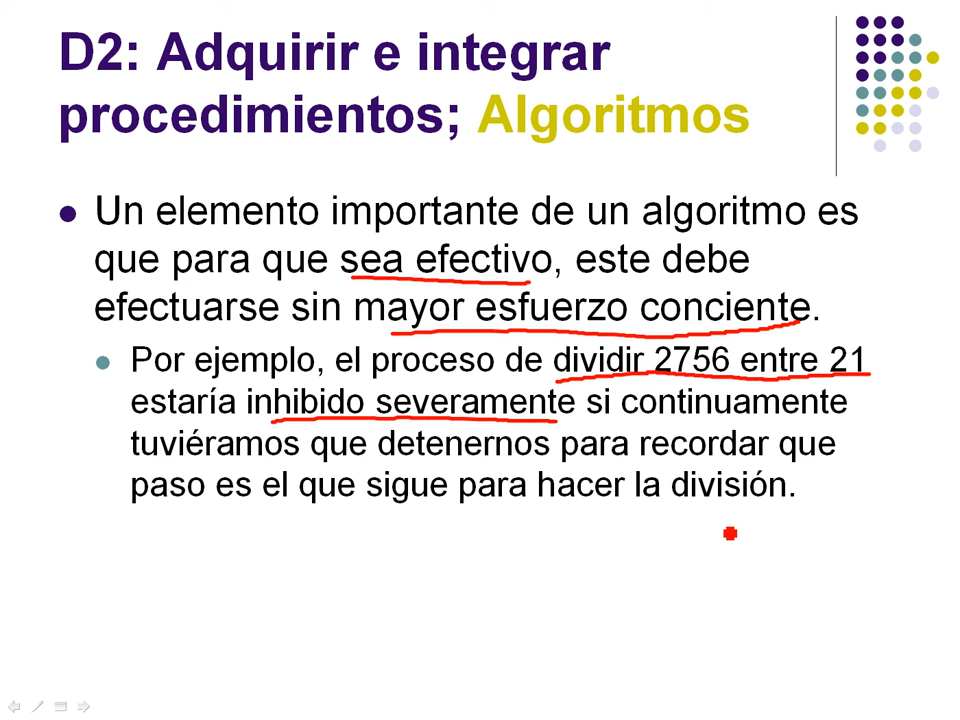 D2: Adquirir e integrar
procedimientos; Algoritmos
Un elemento importante de un algoritmo es
que para que sea efectivo, este debe
efectuarse sin mayor esfuerzo conciente.
Por ejemplo, el proceso de dividir 2756 entre 21
estaría inhibido severamente si continuamente
tuviéramos que detenernos para recordar que
paso es el que sigue para hacer la división.